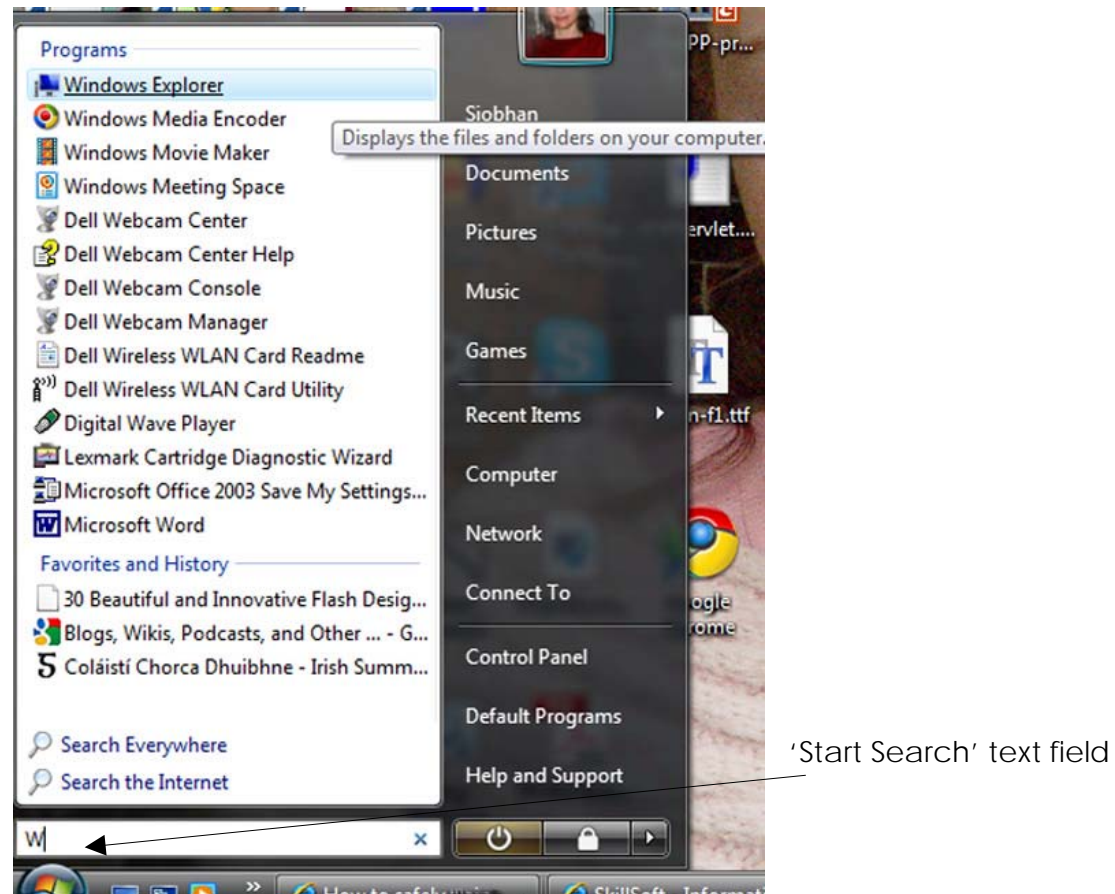 Programs
Windows Explorer
Windows Media Encoder
Windows Movie Maker
Windows Meeting Space
Dell Webcam Center
Dell Webcam Center Help
Dell Webcam Console
Dell Webcam Manager
Dell Wireless WLAN Card Readme
Dell Wireless WLAN Card Utility
Digital Wave Player
Lexmark Cartridge Diagnostic Wizard
Microsoft Office 2003 Save My Settings...
Microsoft Word
Favorites and History
30 Beautiful and Innovative Flash Desig...
Blogs, Wikis, Podcasts, and Other ... - G...
Coláistí Chorca Dhuibhne - Irish Summ...
Search Everywhere
Search the Internet
W
Siobhan
Displays the files and folders on your computer.
Documents
Pictures
Music
Games
Recent Items
Computer
Network
Connect To
Control Panel
Default Programs
Help and Support
PP-pr...
ervlet....
n-f1.ttf
ogle
rome
'Start Search' text field
SkillSoft - Informat